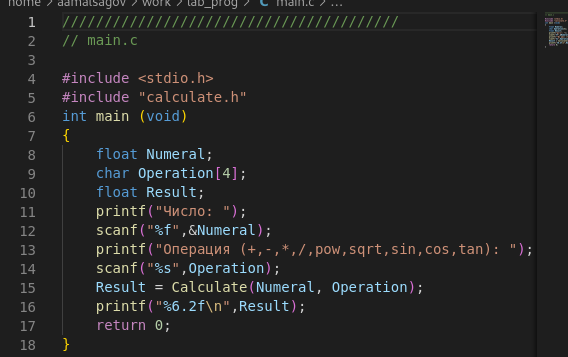 home > aamatsagov > work > lab_prog > C main.c > ...
1 ////////////////////////////////////////
2 // main.c
3
4 #include <stdio.h>
5 #include "calculate.h"
6 int main (void)
7 {
8 float Numeral;
9 char Operation[4];
10 float Result;
11 printf("Число: ");
12 scanf("%f",&Numeral);
13 printf("Операция (+,-,*,/,pow,sqrt,sin,cos,tan): ");
14 scanf("%s",Operation);
15 Result = Calculate(Numeral, Operation);
16 printf("%6.2f\n",Result);
17 return 0;
18 }